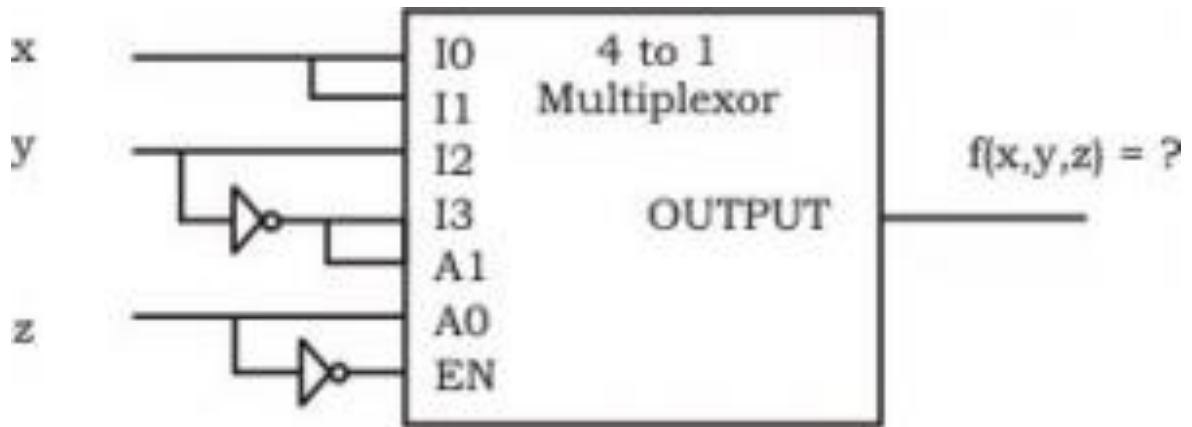 x
I0
4 to 1
I1
Multiplexor
y
I2
f(x,y,z) = ?
I3
OUTPUT
A1
z
A0
EN